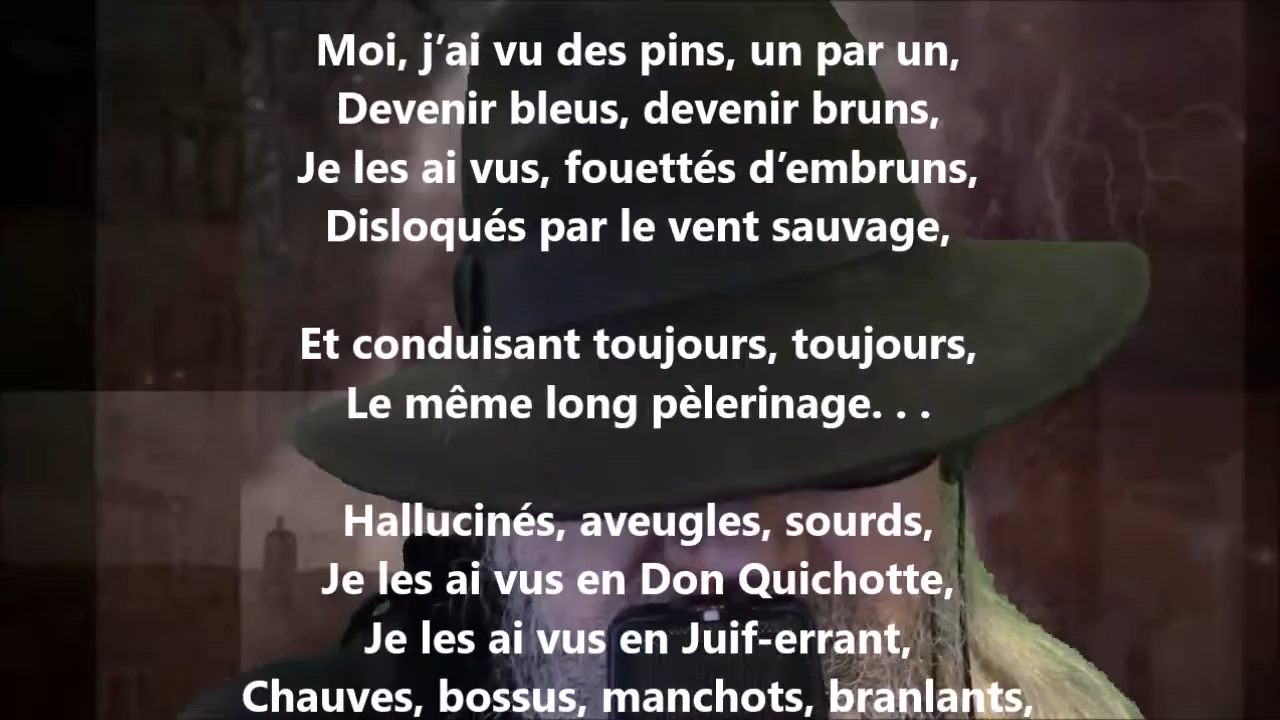 Moi, j’ai vu des pins, un par un,
Devenir bleus, devenir bruns,
Je les ai vus, fouettés d’embruns,
Disloqués par le vent sauvage,
Et conduisant toujours, toujours,
Le même long pèlerinage. . .
Hallucinés, aveugles, sourds,
Je les ai vus en Don Quichotte,
Je les ai vus en Juif-errant,
Chauves, bossus, manchots, branlants,